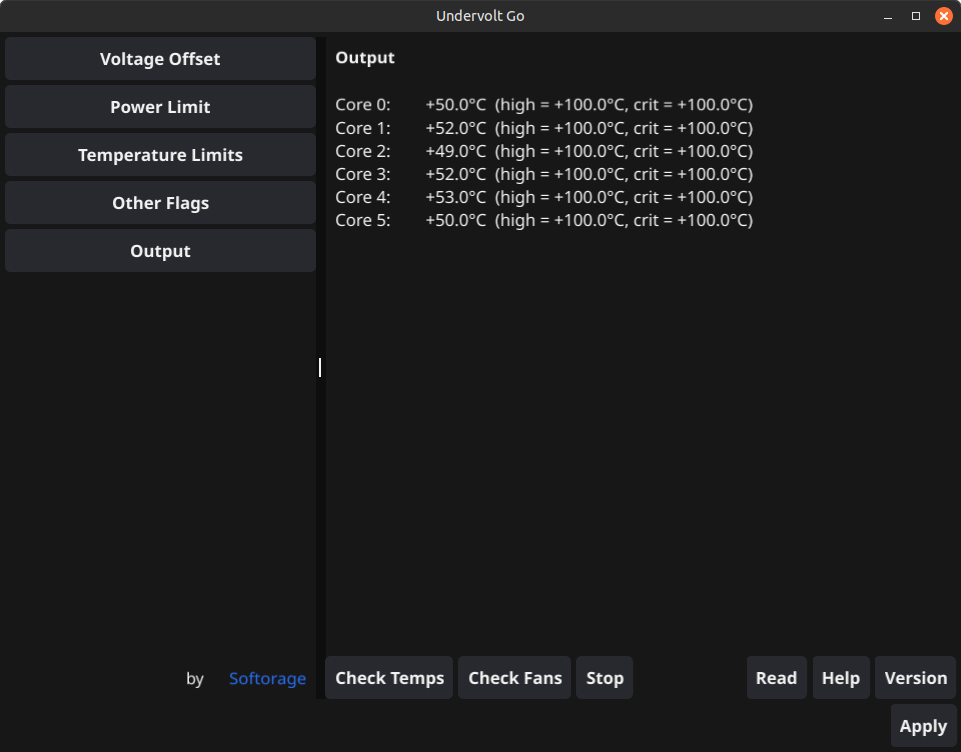 Undervolt Go
Voltage Offset
Power Limit
Temperature Limits
Other Flags
Output
Output
Core 0: +50.0°C (high = +100.0°C, crit = +100.0°C)
Core 1: +52.0°C (high = +100.0°C, crit = +100.0°C)
Core 2: +49.0°C (high = +100.0°C, crit = +100.0°C)
Core 3: +52.0°C (high = +100.0°C, crit = +100.0°C)
Core 4: +53.0°C (high = +100.0°C, crit = +100.0°C)
Core 5: +50.0°C (high = +100.0°C, crit = +100.0°C)
by Softorage
Check Temps Check Fans Stop Read Help Version
Apply